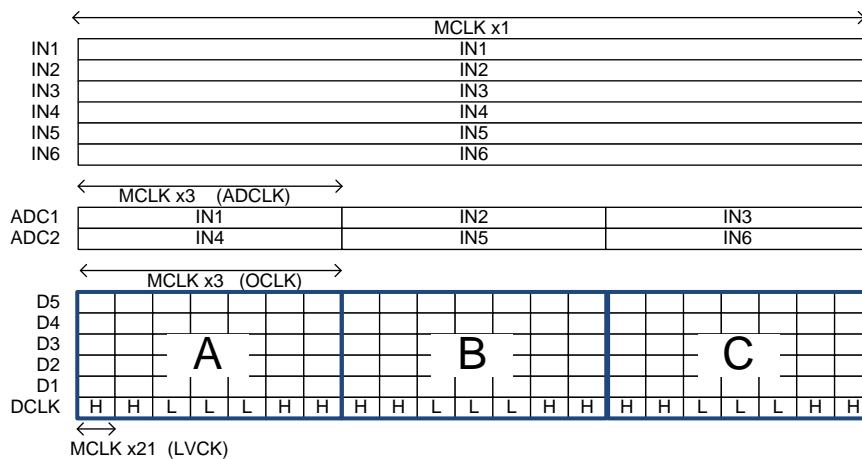 MCLK x1
IN1 IN1
IN2 IN2
IN3 IN3
IN4 IN4
IN5 IN5
IN6 IN6
MCLK x3 (ADCLK)
ADC1 IN1 IN2 IN3
ADC2 IN4 IN5 IN6
MCLK x3 (OCLK)
D5
D4
D3
D2
D1
A B C
DCLK H H L L L H H H H L L L H H H H L L L H H
MCLK x21 (LVCK)